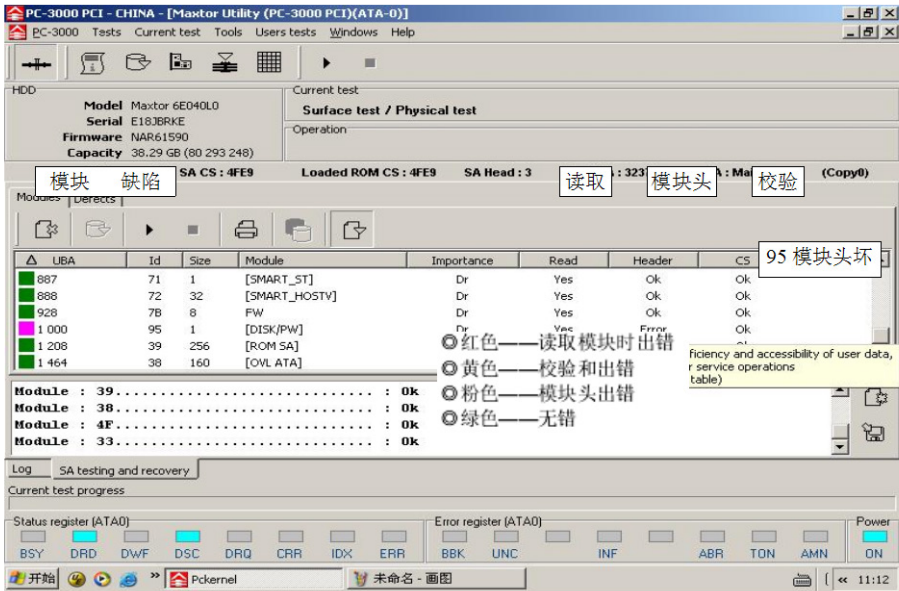 PC-3000 PCI - CHINA - [Maxtor Utility (PC-3000 PCI)(ATA-0)]
PC-3000 Tests Current test Tools Users tests Windows Help
HDD
Model Maxtor 6E040L0
Serial E18JBRKE
Firmware NAR61590
Capacity 38.29 GB (80 293 248)
Current test
Surface test / Physical test
Operation
模块 缺陷
SA CS : 4FE9 Loaded ROM CS : 4FE9 SA Head : 3
读取
: 323
模块头
: Mai
校验
(Copy0)
Modules Defects
95 模块头坏
UBA Id Size Module Importance Read Header CS
887 71 1 [SMART_ST] Dr Yes Ok Ok
888 72 32 [SMART_HOSTV] Dr Yes Ok Ok
928 7B 8 FW Dr Yes Ok Ok
1 000 95 1 [DISK/PW] Dr Yes Error Ok
1 208 39 256 [ROM SA] Ok
1 464 38 160 [OVL ATA] Ok
◎红色——读取模块时出错
◎黄色——校验和出错
◎粉色——模块头出错
◎绿色——无错
ficiency and accessibility of user data,
r service operations
table)
Module : 39................................ : Ok
Module : 38................................ : Ok
Module : 4F................................ : Ok
Module : 33................................ : Ok
Log SA testing and recovery
Current test progress
Status register (ATA0)
BSY DRD DWF DSC DRQ CRR IDX ERR
Error register (ATA0)
BBK UNC INF ABR TON AMN
Power
ON
开始 » Pckernel 未命名 - 画图 « 11:12